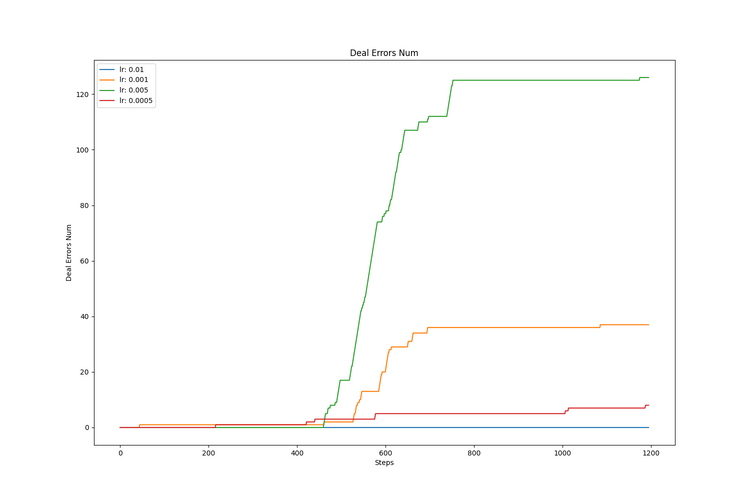 Deal Errors Num
lr: 0.01
lr: 0.001
lr: 0.005
lr: 0.0005
120
100
80
60
40
20
0
Deal Errors Num
0 200 400 600 800 1000 1200
Steps